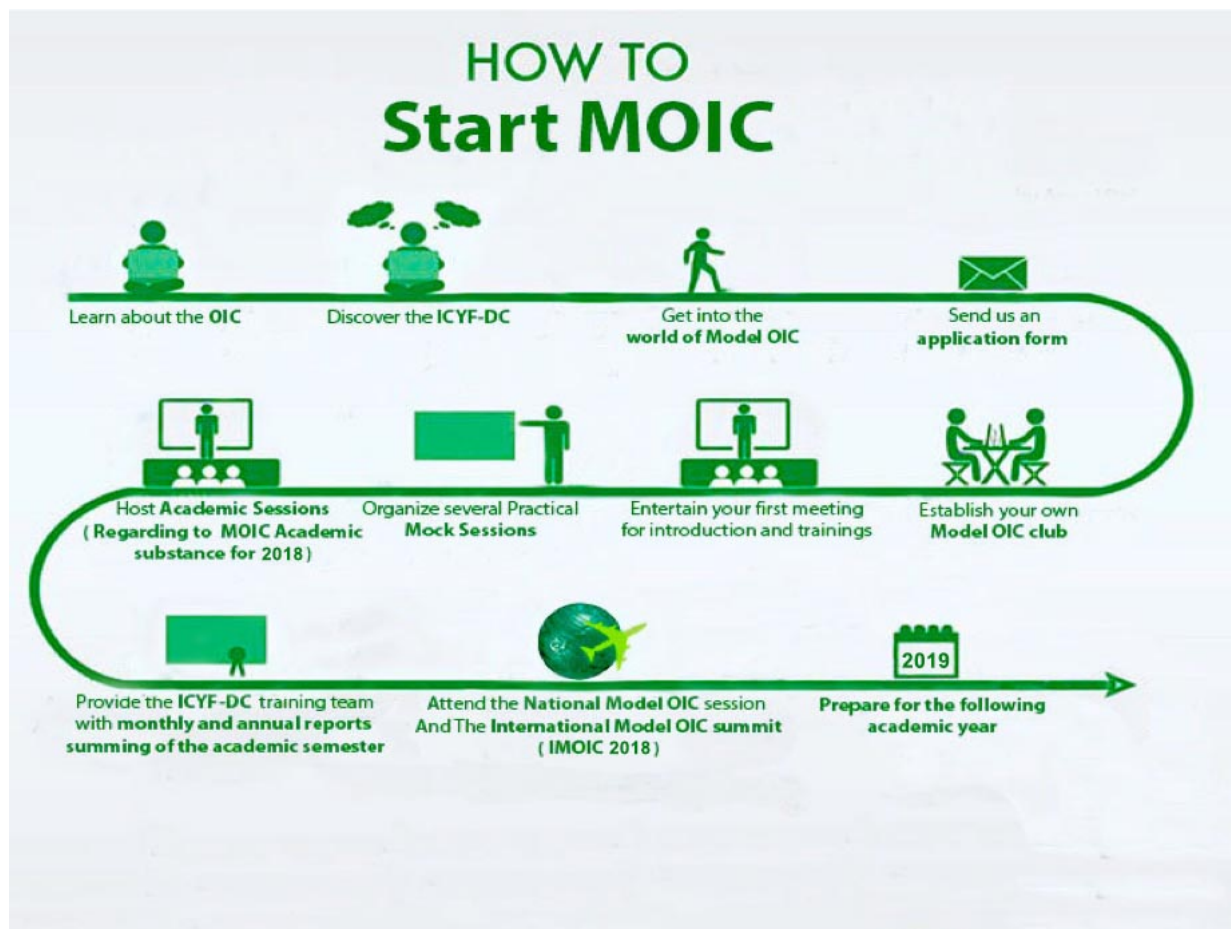 HOW TO
Start MOIC
Learn about the OIC
Discover the ICYF-DC
Get into the
world of Model OIC
Send us an
application form
Establish your own
Model OIC club
Entertain your first meeting
for introduction and trainings
Organize several Practical
Mock Sessions
Host Academic Sessions
( Regarding to MOIC Academic
substance for 2018 )
Provide the ICYF-DC training team
with monthly and annual reports
summing of the academic semester
Attend the National Model OIC session
And The International Model OIC summit
( IMOIC 2018 )
2019
Prepare for the following
academic year